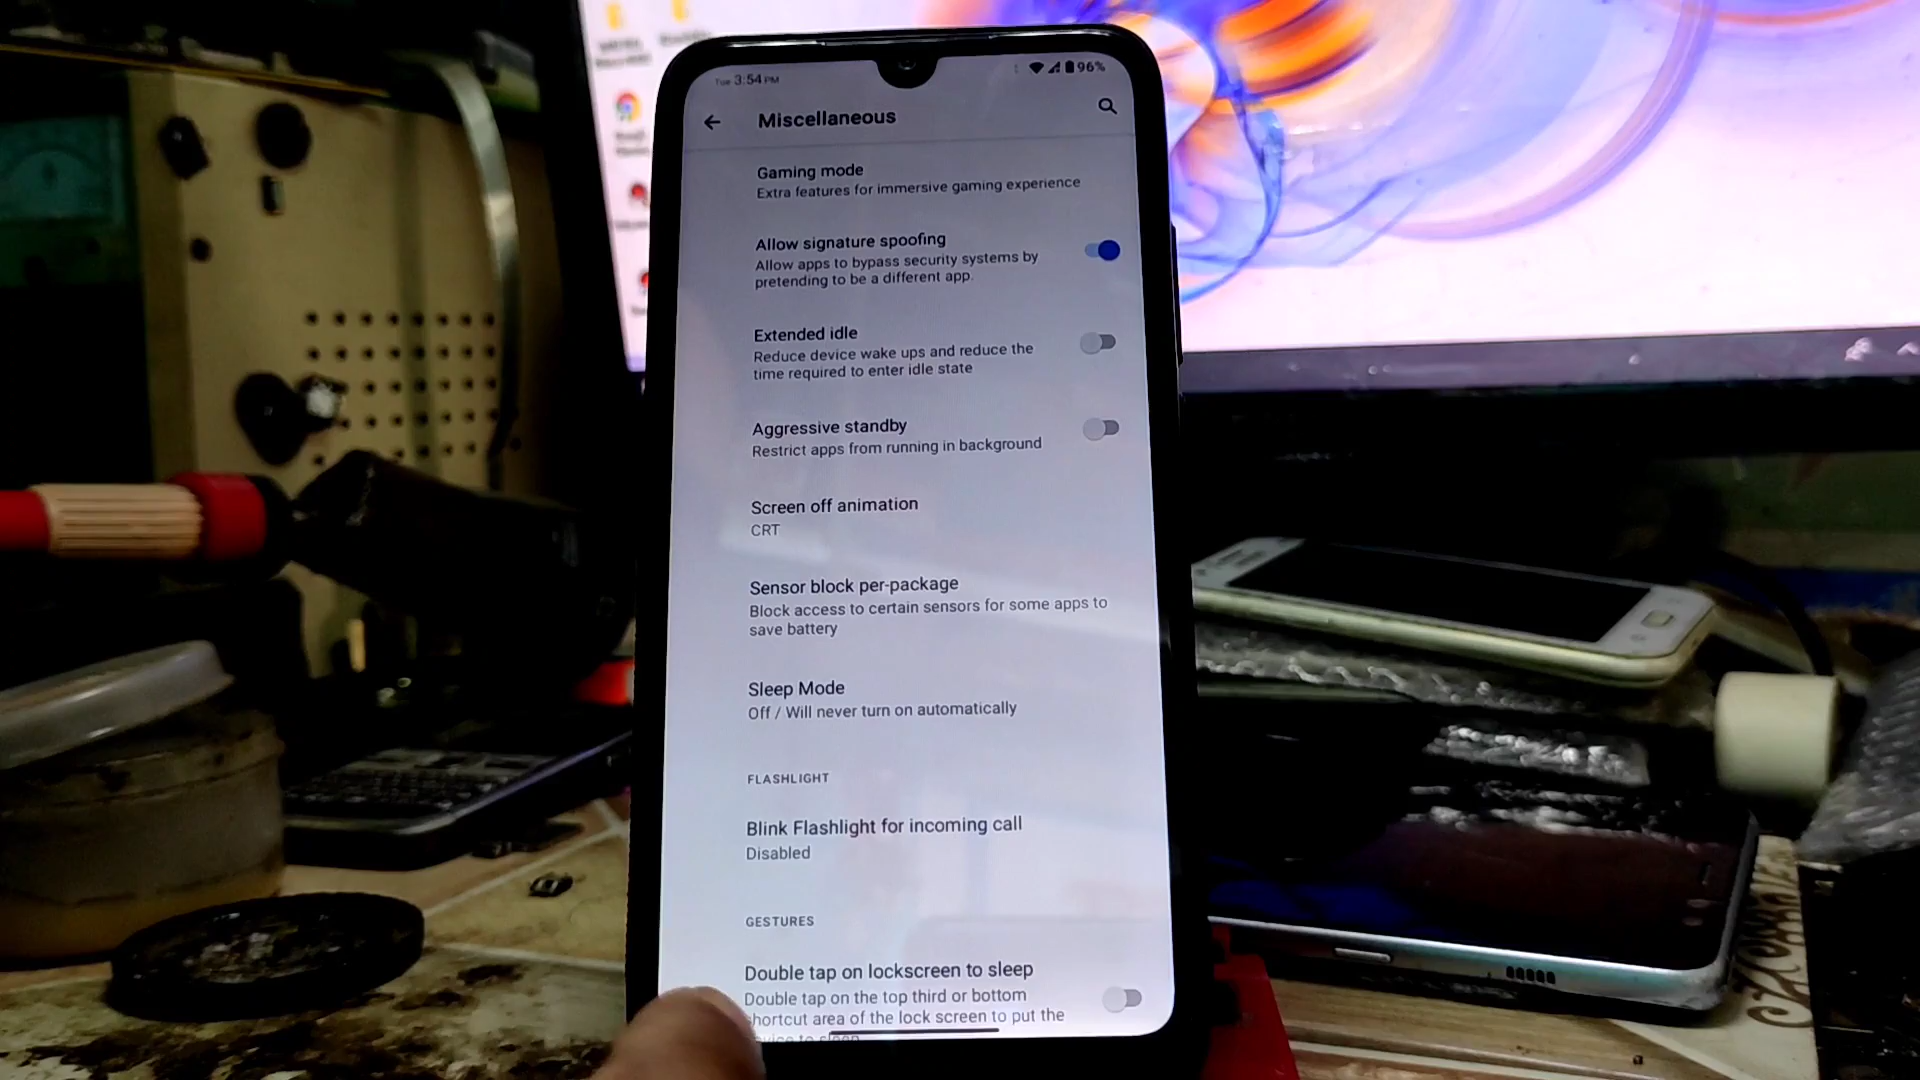 Tue 3:54 PM
96%
Miscellaneous
Gaming mode
Extra features for immersive gaming experience
Allow signature spoofing
Allow apps to bypass security systems by
pretending to be a different app.
Extended idle
Reduce device wake ups and reduce the
time required to enter idle state
Aggressive standby
Restrict apps from running in background
Screen off animation
CRT
Sensor block per-package
Block access to certain sensors for some apps to
save battery
Sleep Mode
Off / Will never turn on automatically
FLASHLIGHT
Blink Flashlight for incoming call
Disabled
GESTURES
Double tap on lockscreen to sleep
Double tap on the top third or bottom
shortcut area of the lock screen to put the